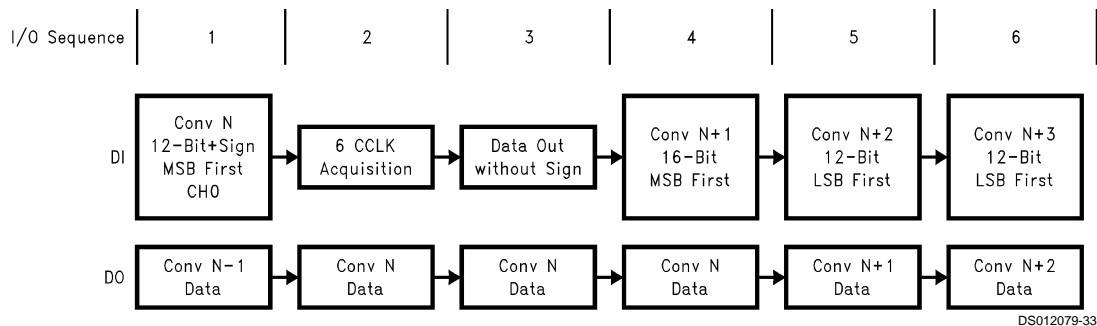 I/O Sequence 1 2 3 4 5 6
DI
Conv N
12-Bit+Sign
MSB First
CH0
6 CCLK
Acquisition
Data Out
without Sign
Conv N+1
16-Bit
MSB First
Conv N+2
12-Bit
LSB First
Conv N+3
12-Bit
LSB First
DO
Conv N-1
Data
Conv N
Data
Conv N
Data
Conv N
Data
Conv N+1
Data
Conv N+2
Data
DS012079-33